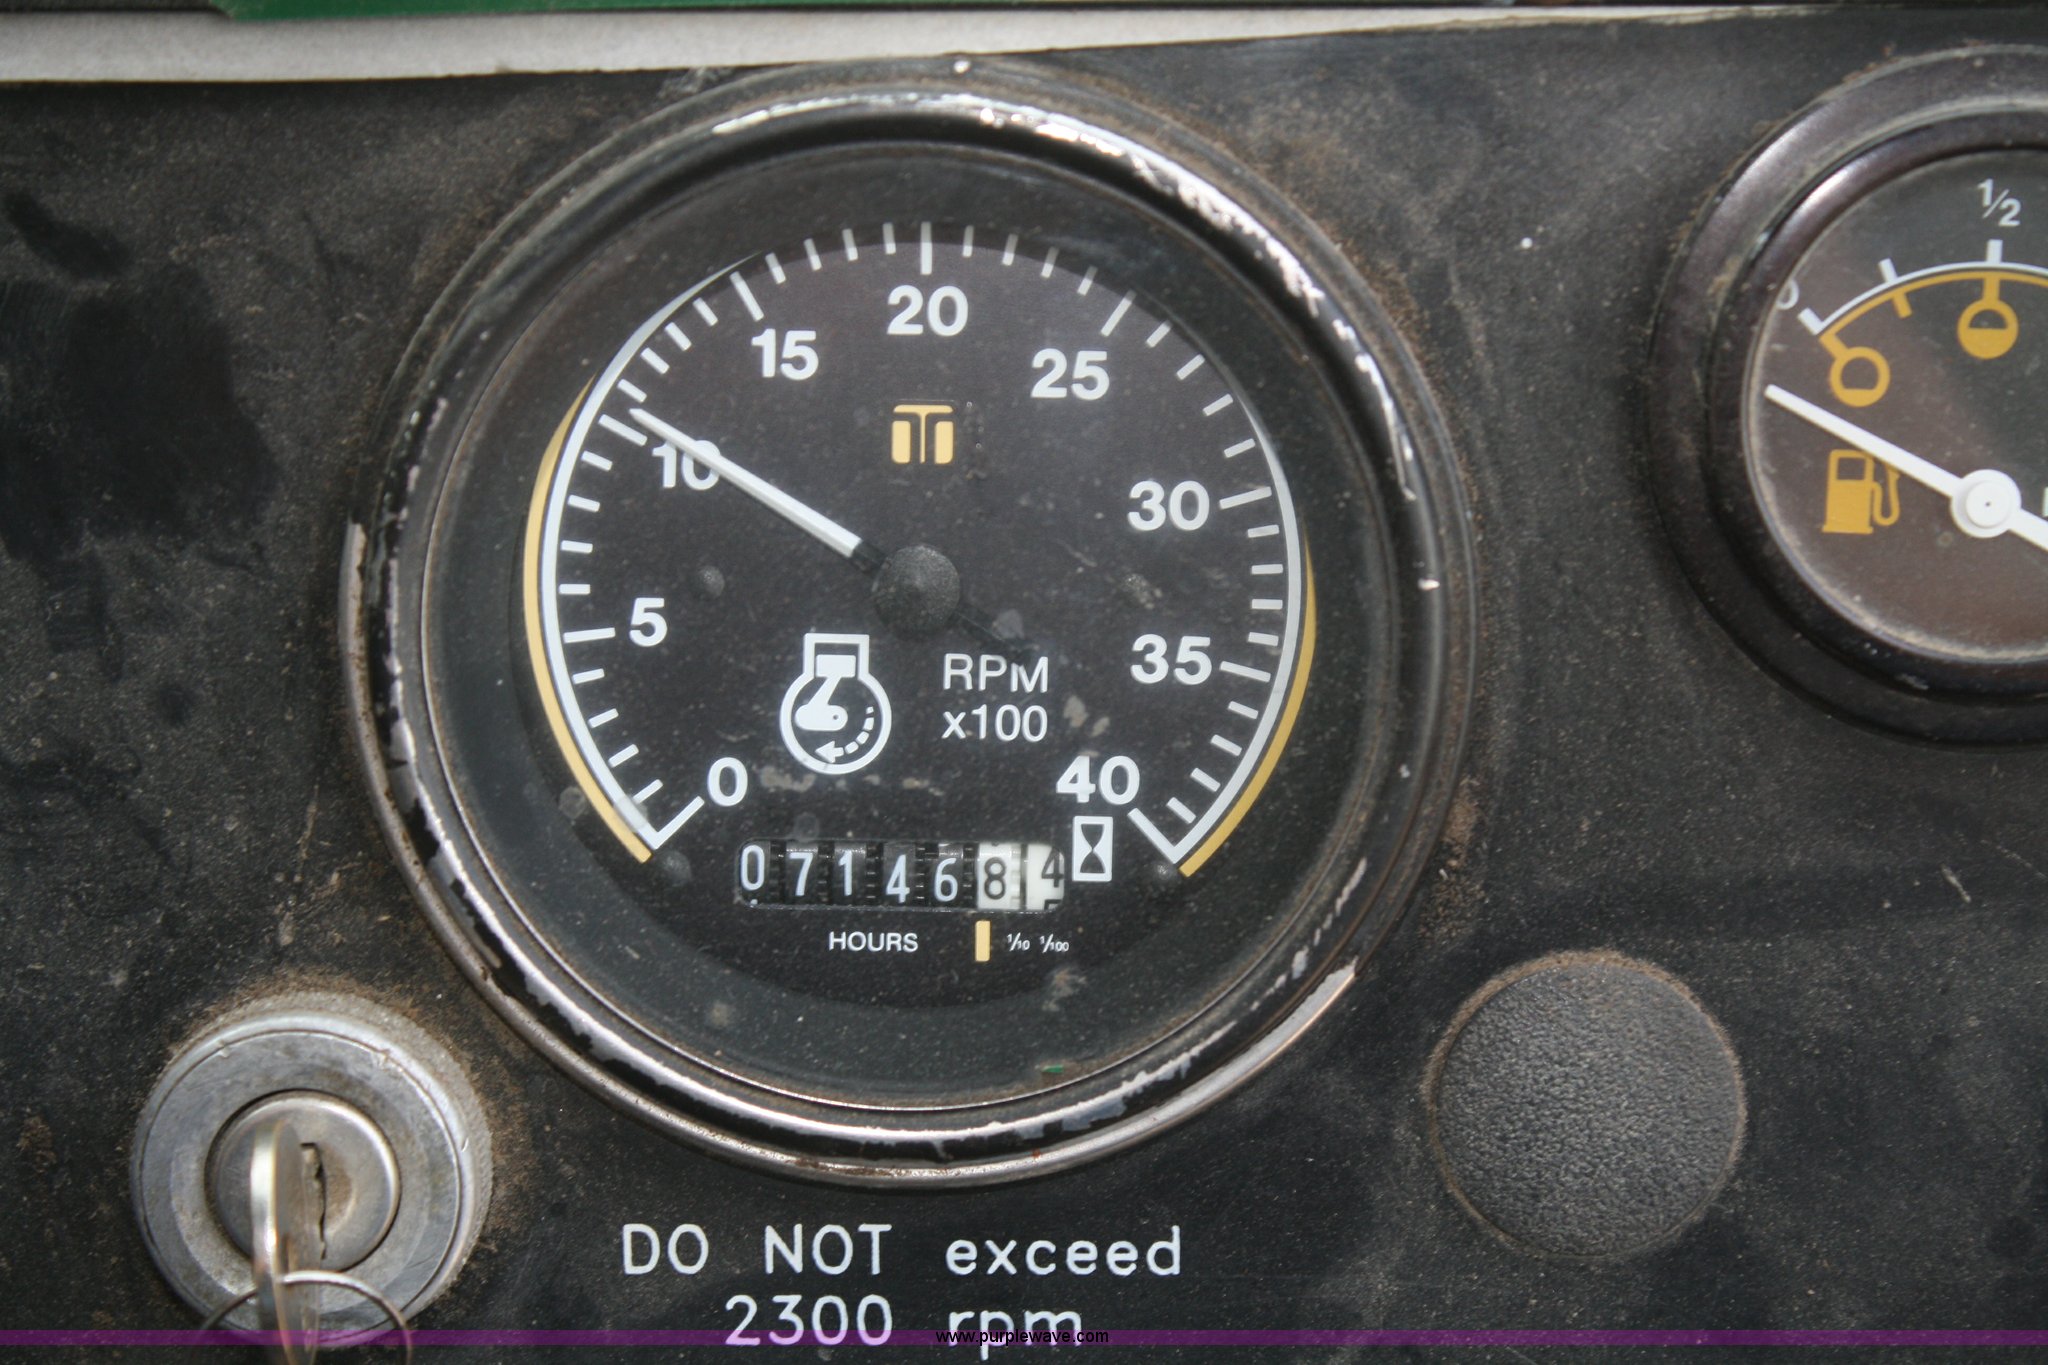 1/2
20
15
25
10
30
5
35
RPM
x100
0
40
0714684
HOURS
1/10 1/100
DO NOT exceed
2300 rpm
www.purplewave.com